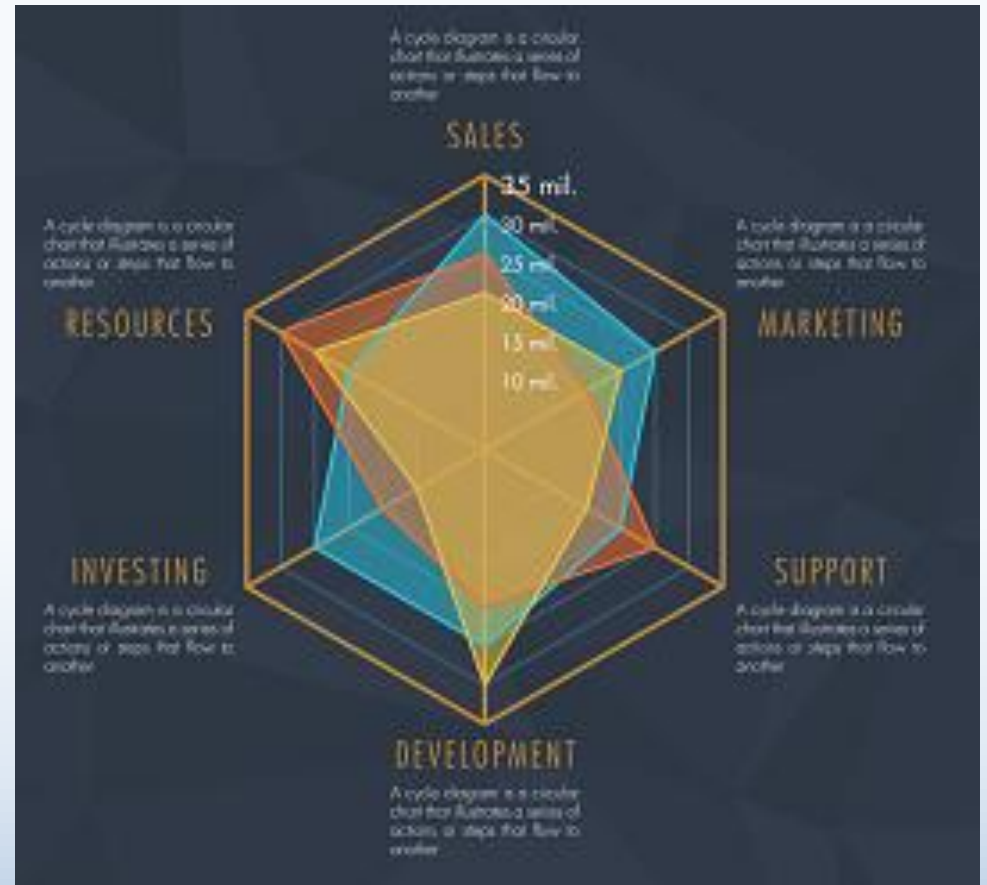 A cycle diagram is a circular
chart that illustrates a series of
actions or steps that flow to
another
SALES
35 mil.
30 mil.
25 mil.
20 mil.
15 mil.
10 mil.
A cycle diagram is a circular
chart that illustrates a series of
actions or steps that flow to
another
RESOURCES
A cycle diagram is a circular
chart that illustrates a series of
actions or steps that flow to
another
MARKETING
INVESTING
A cycle diagram is a circular
chart that illustrates a series of
actions or steps that flow to
another
SUPPORT
A cycle diagram is a circular
chart that illustrates a series of
actions or steps that flow to
another
DEVELOPMENT
A cycle diagram is a circular
chart that illustrates a series of
actions or steps that flow to
another